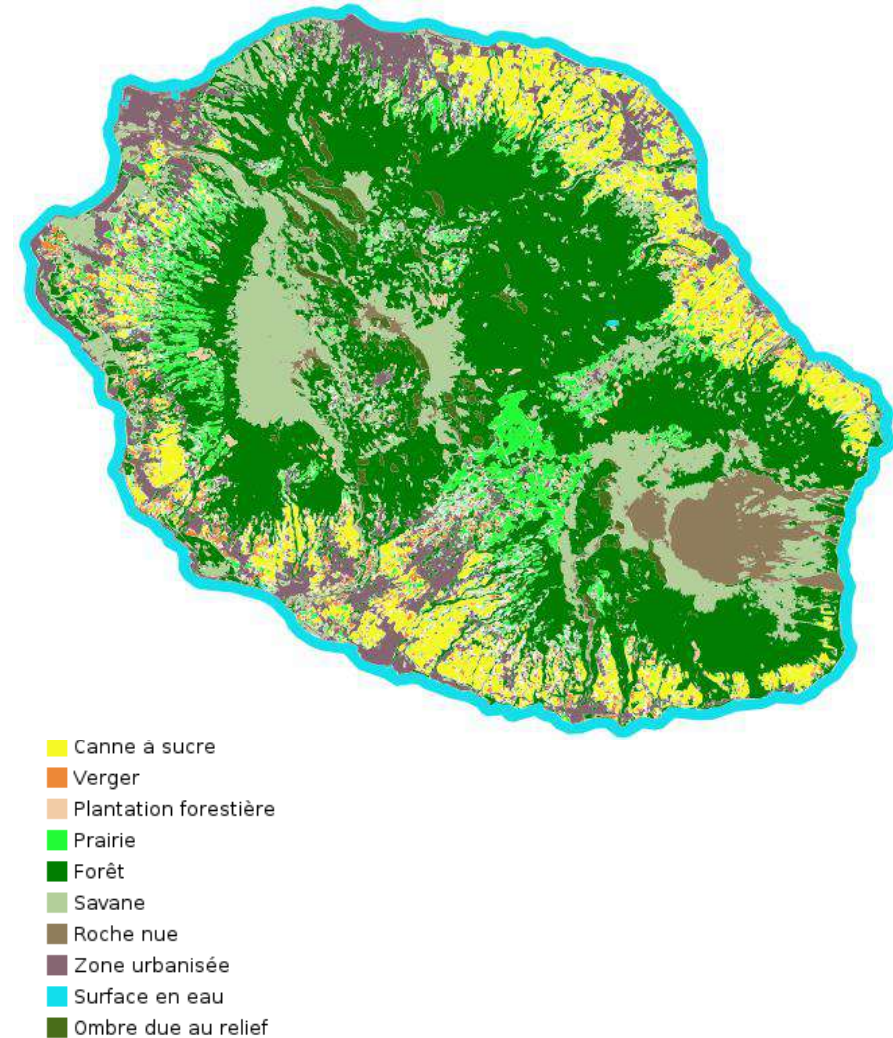 Canne à sucre
Verger
Plantation forestière
Prairie
Forêt
Savane
Roche nue
Zone urbanisée
Surface en eau
Ombre due au relief